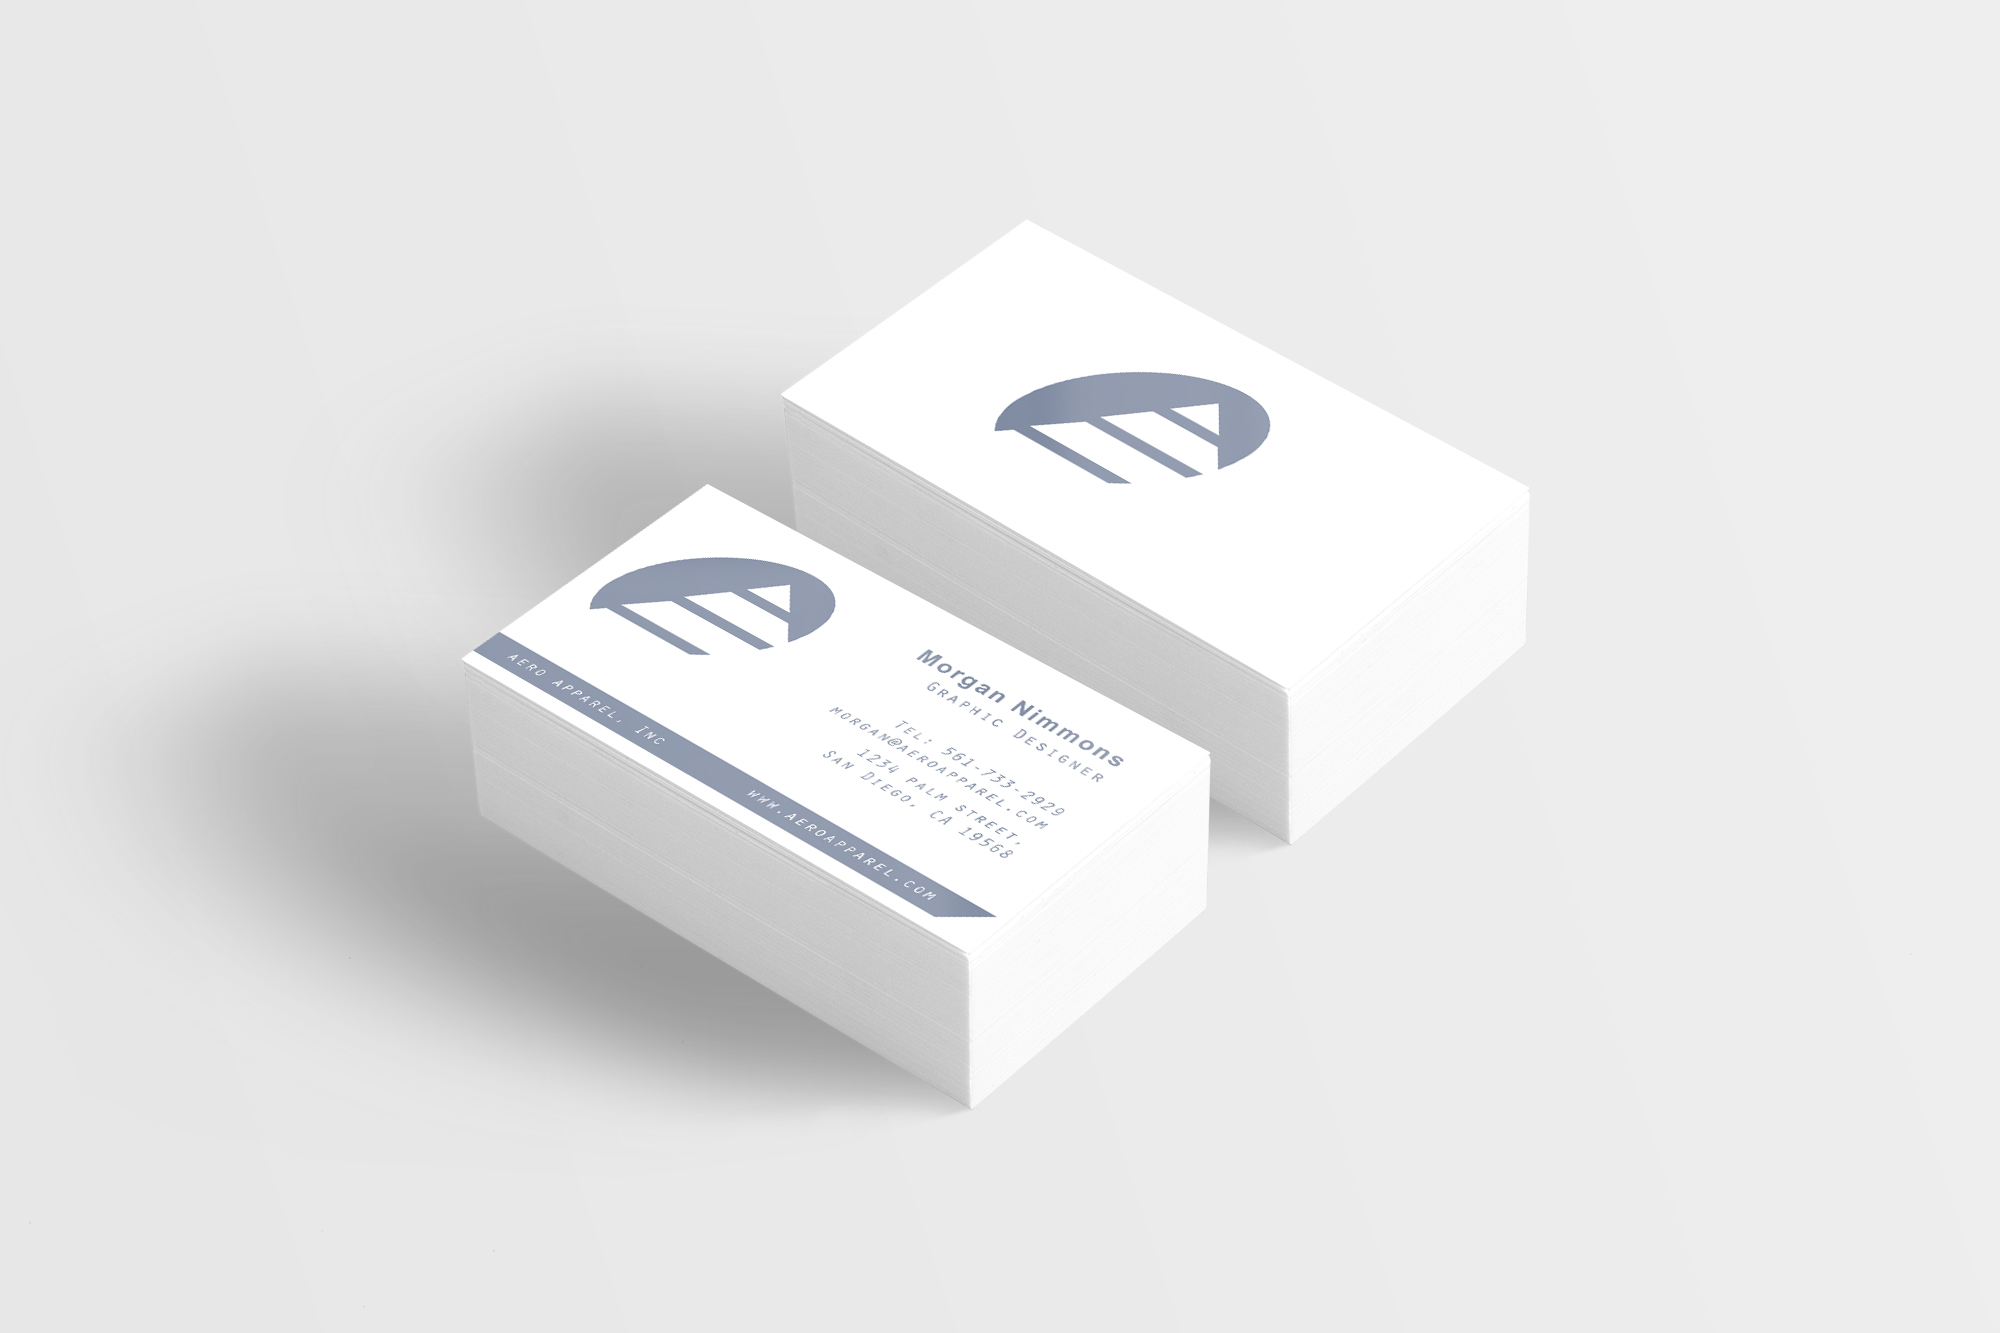 Morgan Nimmons
GRAPHIC DESIGNER
TEL: 561-733-2929
MORGAN@AEROAPPAREL.COM
1234 PALM STREET,
SAN DIEGO, CA 19568
AERO APPAREL, INC
WWW.AEROAPPAREL.COM